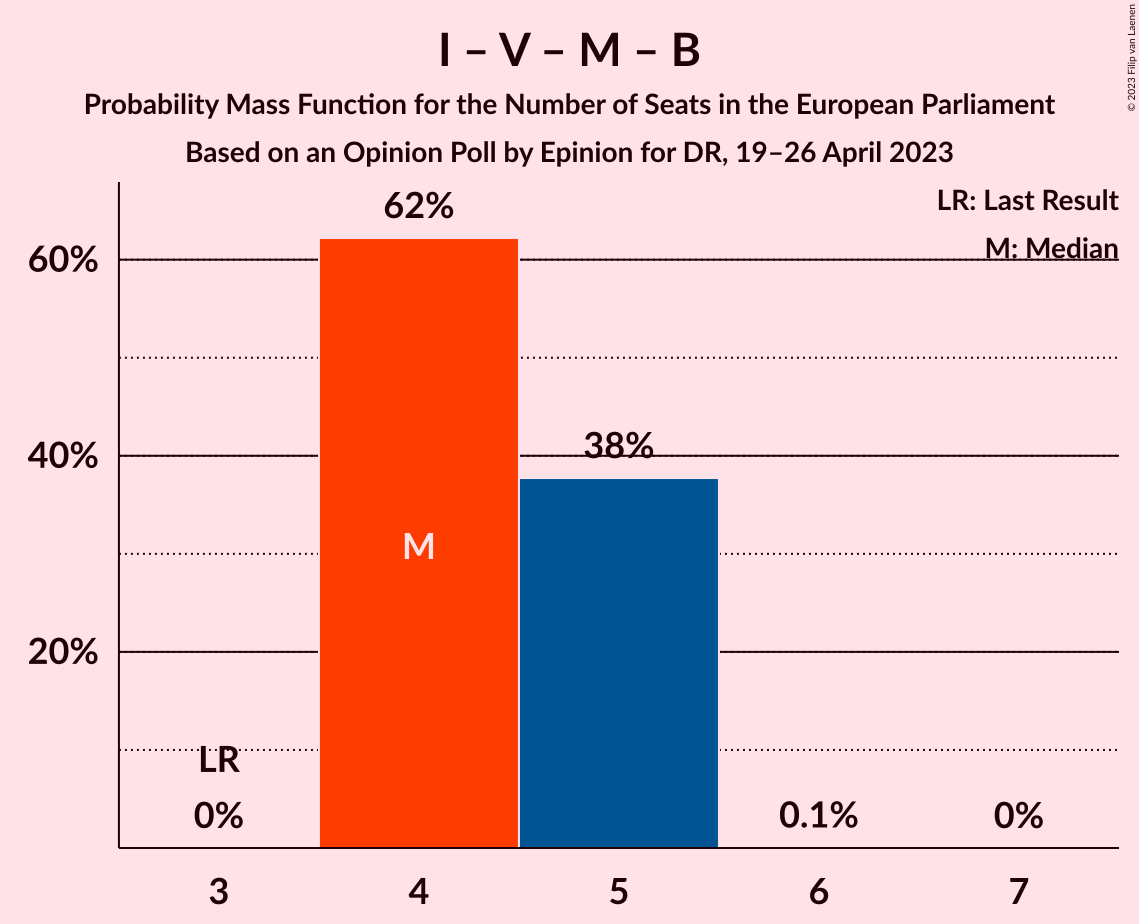 I – V – M – B
Probability Mass Function for the Number of Seats in the European Parliament
Based on an Opinion Poll by Epinion for DR, 19–26 April 2023
© 2023 Filip van Laenen
LR: Last Result
M: Median
62%
60%
38%
40%
M
20%
LR
0%
0.1%
0%
3
4
5
6
7